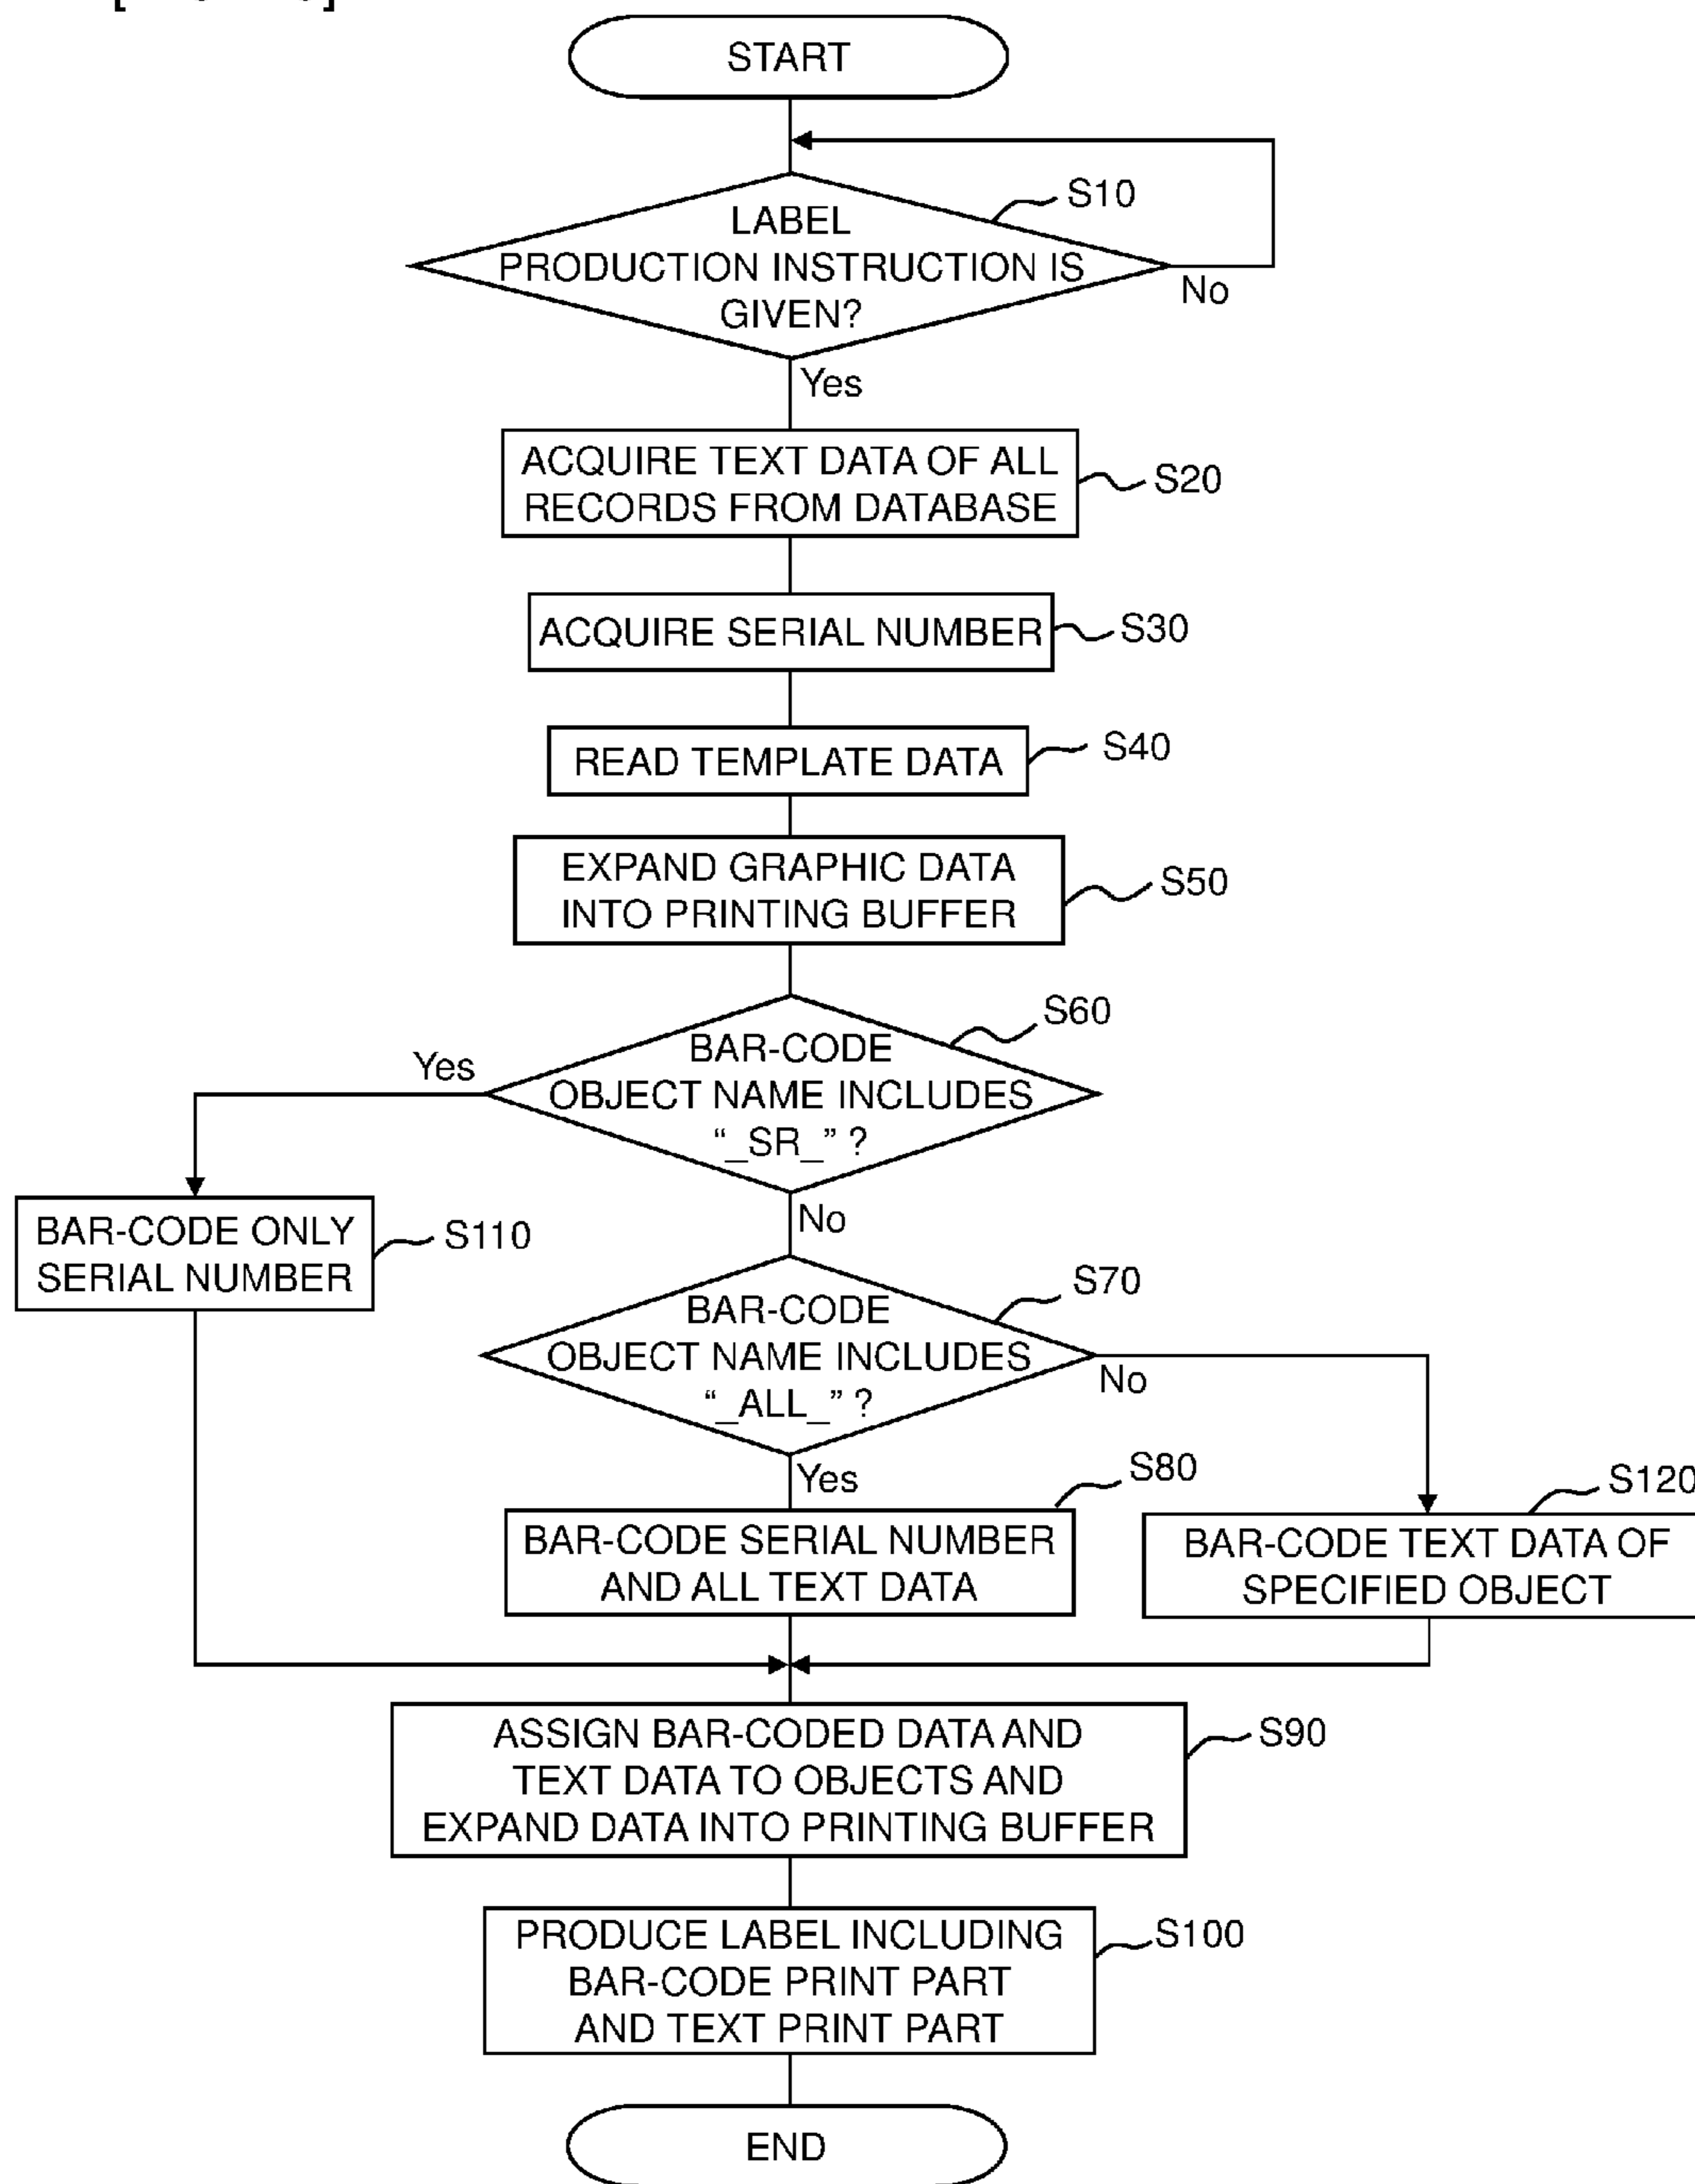 START
S10
LABEL
PRODUCTION INSTRUCTION IS
GIVEN?
No
Yes
ACQUIRE TEXT DATA OF ALL
RECORDS FROM DATABASE
S20
ACQUIRE SERIAL NUMBER
S30
READ TEMPLATE DATA
S40
EXPAND GRAPHIC DATA
INTO PRINTING BUFFER
S50
S60
BAR-CODE
OBJECT NAME INCLUDES
“_SR_” ?
Yes
No
BAR-CODE ONLY
SERIAL NUMBER
S110
S70
BAR-CODE
OBJECT NAME INCLUDES
“_ALL_” ?
No
Yes
S80
BAR-CODE SERIAL NUMBER
AND ALL TEXT DATA
S120
BAR-CODE TEXT DATA OF
SPECIFIED OBJECT
ASSIGN BAR-CODED DATA AND
TEXT DATA TO OBJECTS AND
EXPAND DATA INTO PRINTING BUFFER
S90
PRODUCE LABEL INCLUDING
BAR-CODE PRINT PART
AND TEXT PRINT PART
S100
END